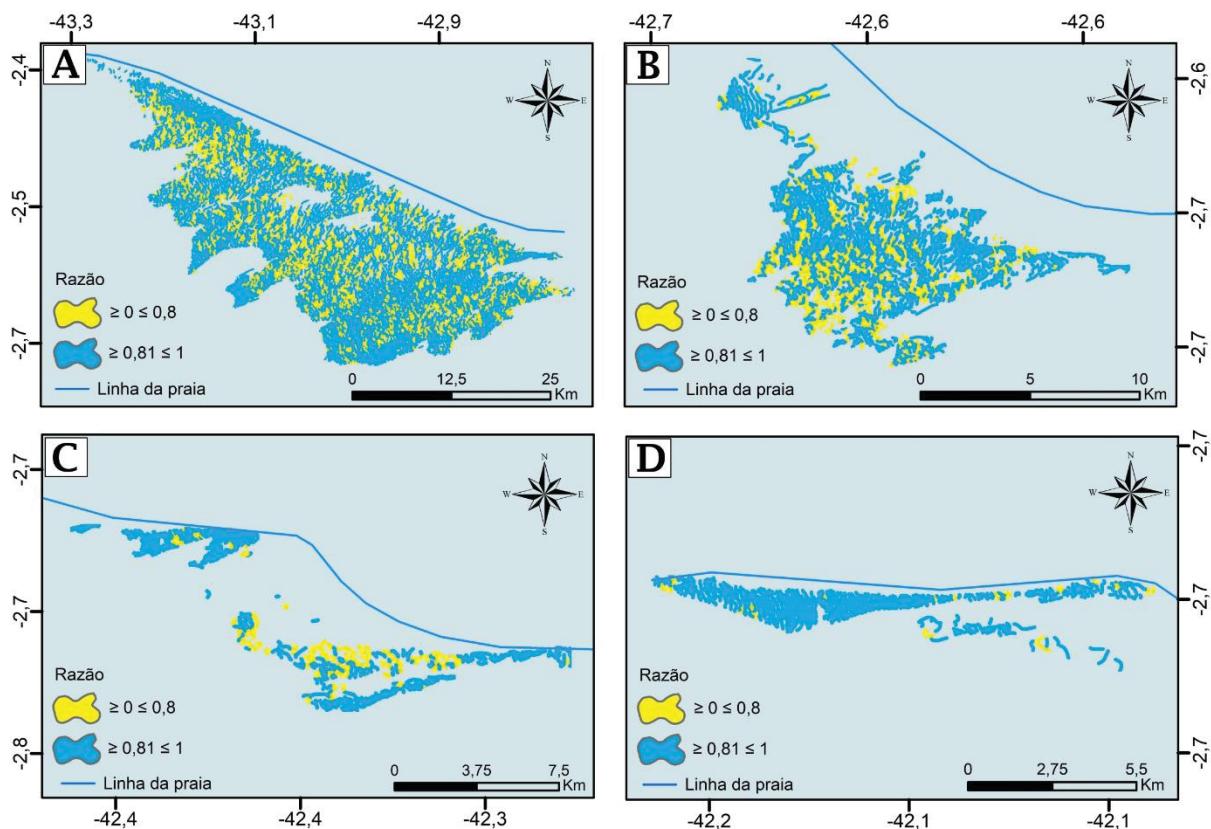 -43,3 -43,1 -42,9
A
N
W E
S
-2,4
-2,5
-2,7
Razão
≥ 0 ≤ 0,8
≥ 0,81 ≤ 1
Linha da praia
0 12,5 25
Km
-42,7 -42,6 -42,6
B
N
W E
S
-2,6
-2,7
-2,7
Razão
≥ 0 ≤ 0,8
≥ 0,81 ≤ 1
Linha da praia
0 5 10
Km
C
N
W E
S
-2,7
-2,7
-2,8
Razão
≥ 0 ≤ 0,8
≥ 0,81 ≤ 1
Linha da praia
0 3,75 7,5
Km
-42,4 -42,4 -42,3
D
N
W E
S
-2,7
-2,7
-2,7
Razão
≥ 0 ≤ 0,8
≥ 0,81 ≤ 1
Linha da praia
0 2,75 5,5
Km
-42,2 -42,1 -42,1